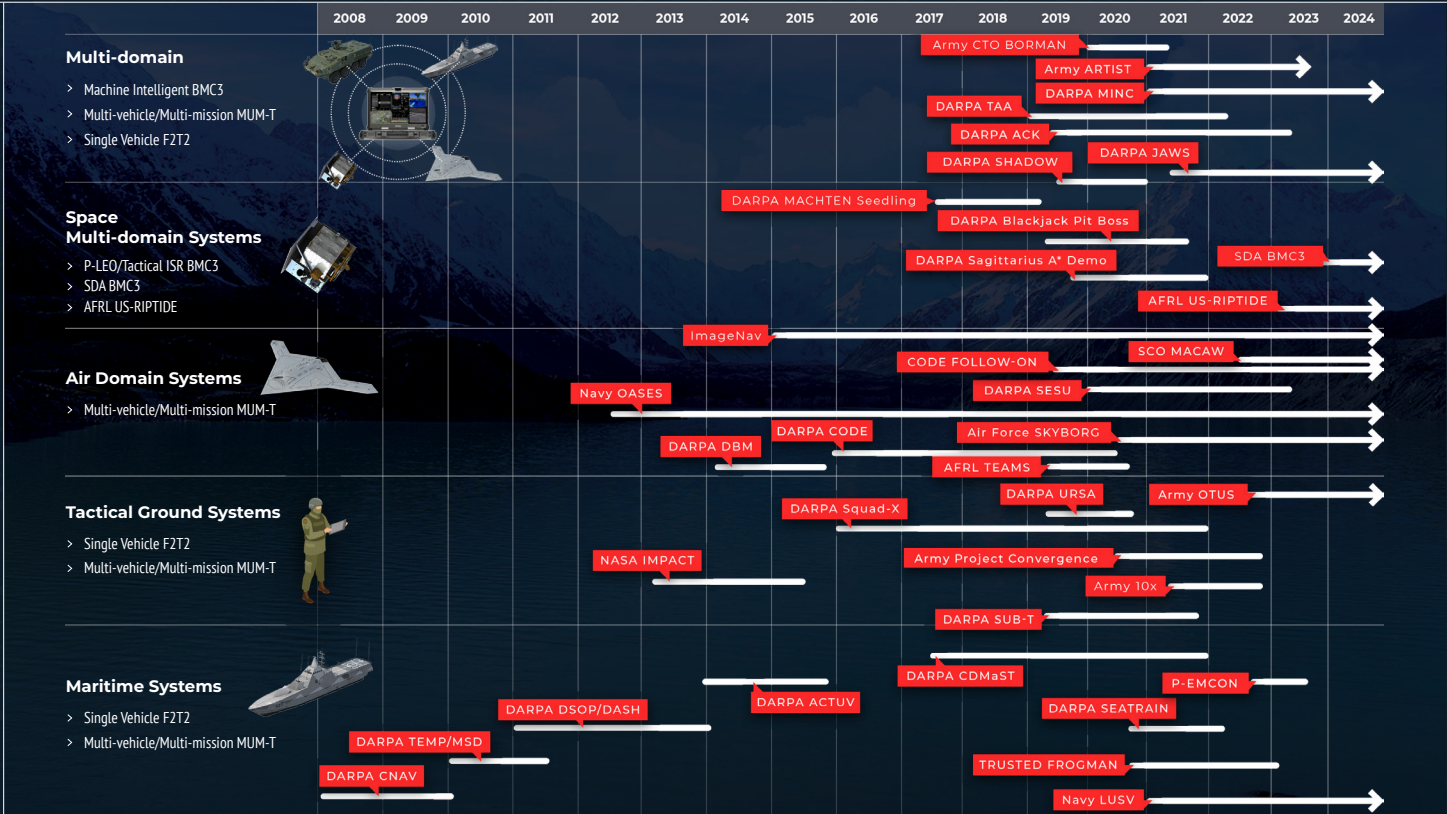 2008 2009 2010 2011 2012 2013 2014 2015 2016 2017 2018 2019 2020 2021 2022 2023 2024
Multi-domain
> Machine Intelligent BMC3
> Multi-vehicle/Multi-mission MUM-T
> Single Vehicle F2T2
Army CTO BORMAN
Army ARTIST
DARPA MINC
DARPA TAA
DARPA ACK
DARPA JAWS
DARPA SHADOW
Space
Multi-domain Systems
> P-LEO/Tactical ISR BMC3
> SDA BMC3
> AFRL US-RIPTIDE
DARPA MACHTEN Seedling
DARPA Blackjack Pit Boss
SDA BMC3
DARPA Sagittarius A* Demo
AFRL US-RIPTIDE
Air Domain Systems
> Multi-vehicle/Multi-mission MUM-T
ImageNav
SCO MACAW
CODE FOLLOW-ON
DARPA SESU
Navy OASES
DARPA CODE
Air Force SKYBORG
DARPA DBM
AFRL TEAMS
Tactical Ground Systems
> Single Vehicle F2T2
> Multi-vehicle/Multi-mission MUM-T
DARPA URSA
Army OTUS
DARPA Squad-X
Army Project Convergence
NASA IMPACT
Army 10x
DARPA SUB-T
Maritime Systems
> Single Vehicle F2T2
> Multi-vehicle/Multi-mission MUM-T
DARPA CDMaST
P-EMCON
DARPA ACTUV
DARPA SEATRAIN
DARPA DSOP/DASH
DARPA TEMP/MSD
TRUSTED FROGMAN
DARPA CNAV
Navy LUSV